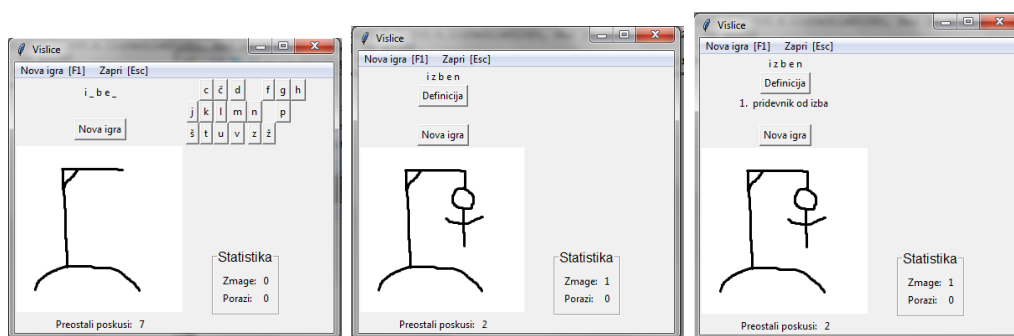 Vislice
Nova igra [F1] Zapri [Esc]
i _ b e _
c č d f g h
j k l m n p
š t u v z ž
Nova igra
Statistika
Zmage: 0
Porazi: 0
Preostali poskusi: 7
Vislice
Nova igra [F1] Zapri [Esc]
i z b e n
Definicija
Nova igra
Statistika
Zmage: 1
Porazi: 0
Preostali poskusi: 2
Vislice
Nova igra [F1] Zapri [Esc]
i z b e n
Definicija
1. pridevnik od izba
Nova igra
Statistika
Zmage: 1
Porazi: 0
Preostali poskusi: 2